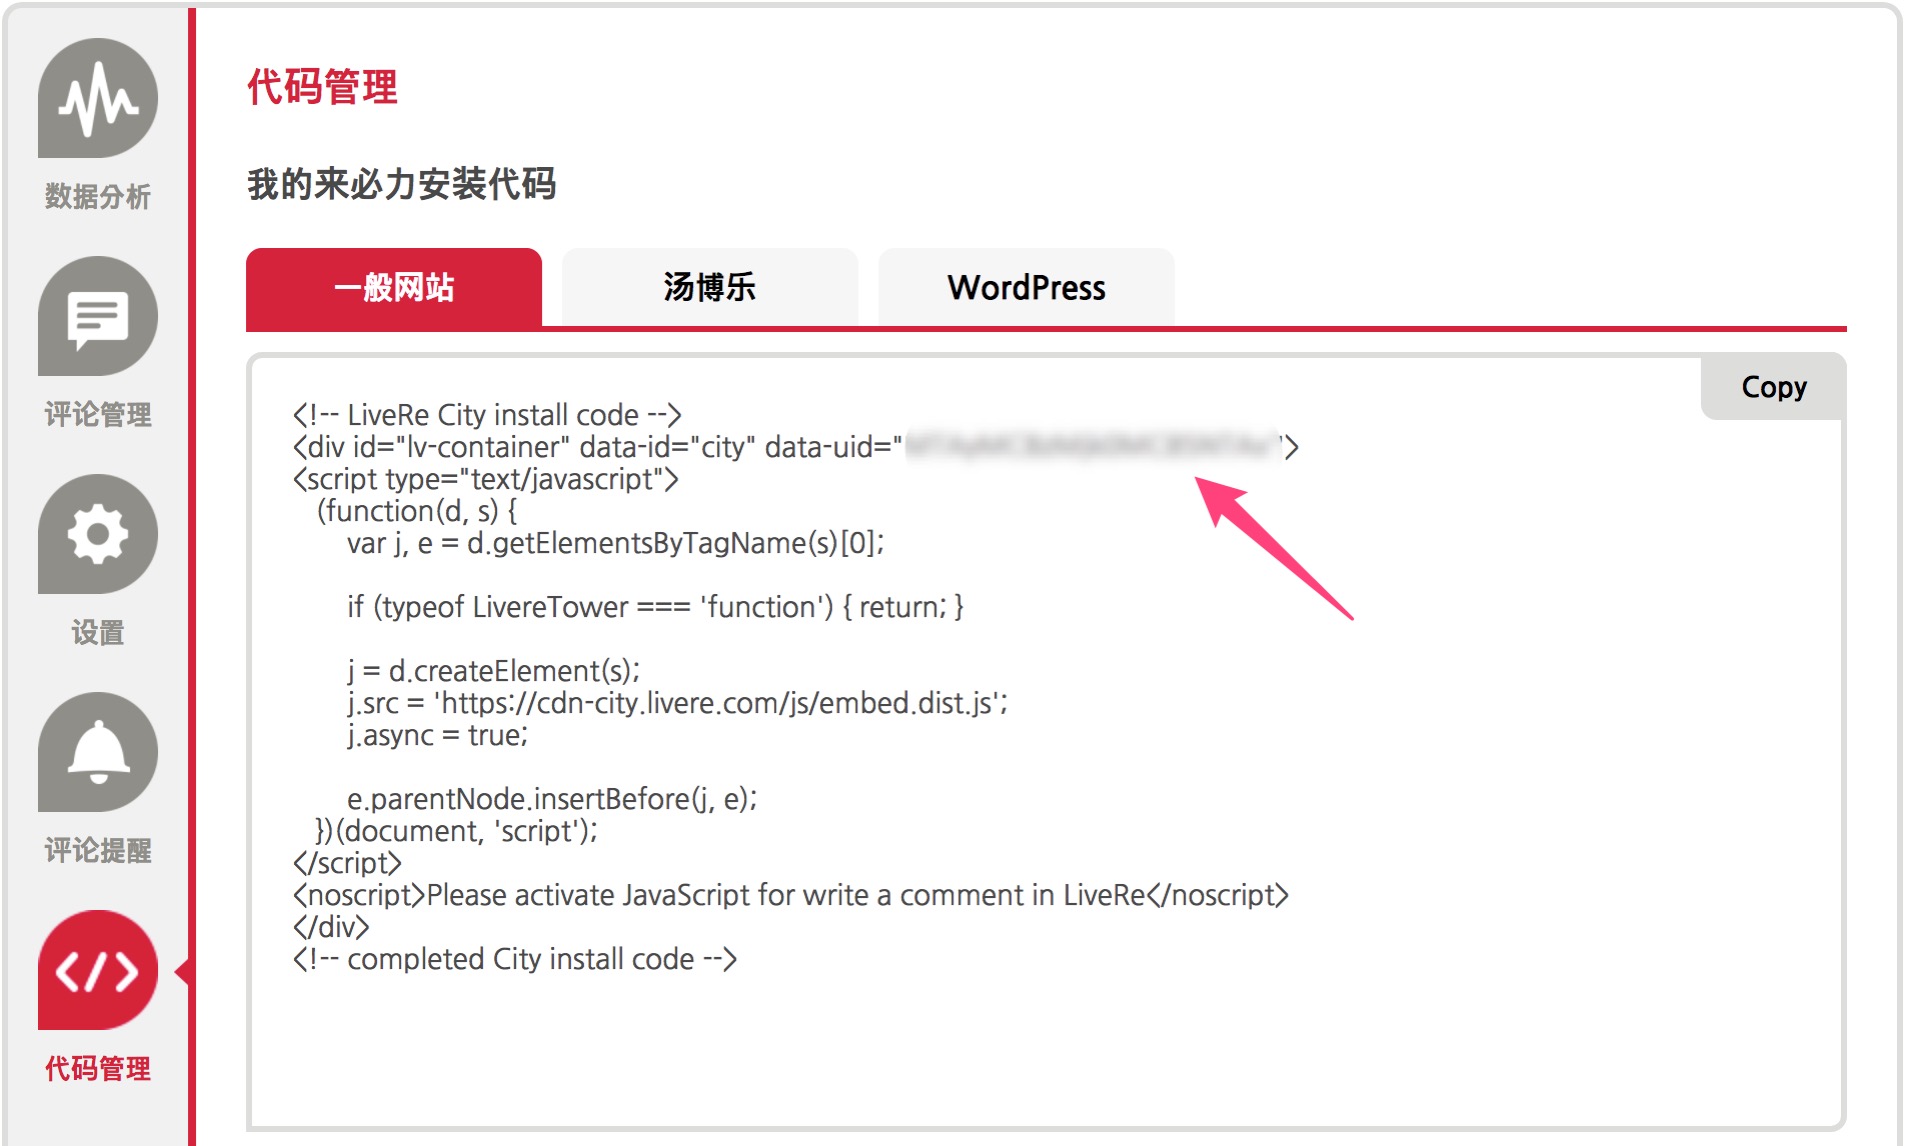 数据分析
评论管理
设置
评论提醒
代码管理
代码管理
我的来必力安装代码
一般网站
汤博乐
WordPress
Copy
<!-- LiveRe City install code -->
<div id="lv-container" data-id="city" data-uid=">
<script type="text/javascript">
(function(d, s) {
var j, e = d.getElementsByTagName(s)[0];
if (typeof LivereTower === 'function') { return; }
j = d.createElement(s);
j.src = 'https://cdn-city.livere.com/js/embed.dist.js';
j.async = true;
e.parentNode.insertBefore(j, e);
})(document, 'script');
</script>
<noscript>Please activate JavaScript for write a comment in LiveRe</noscript>
</div>
<!-- completed City install code -->